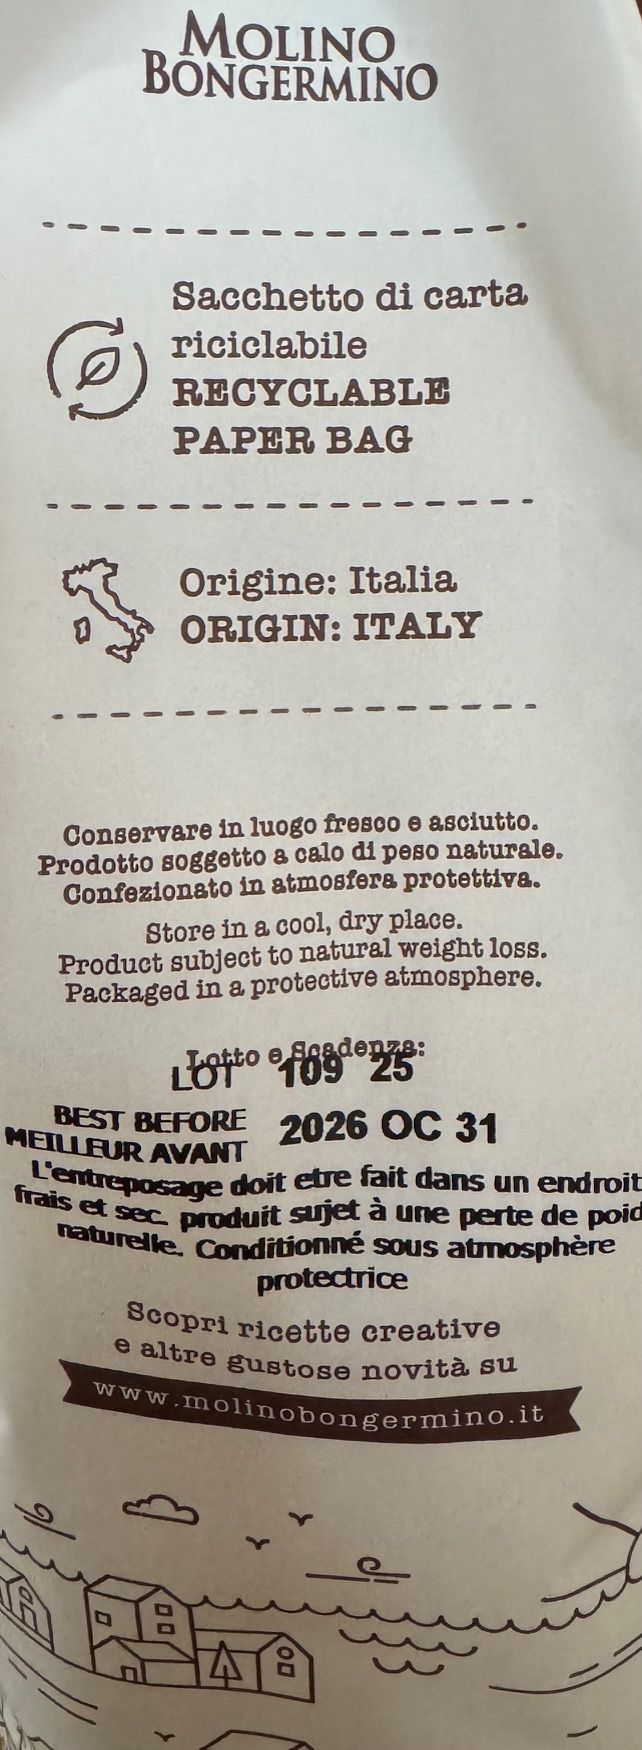 MOLINO
BONGERMINO
Sacchetto di carta
riciclabile
RECYCLABLE
PAPER BAG
Origine: Italia
ORIGIN: ITALY
Conservare in luogo fresco e asciutto.
Prodotto soggetto a calo di peso naturale.
Confezionato in atmosfera protettiva.
Store in a cool, dry place.
Product subject to natural weight loss.
Packaged in a protective atmosphere.
Lotto e Scadenza:
LOT 109 25
BEST BEFORE
MEILLEUR AVANT 2026 OC 31
L'entreposage doit etre fait dans un endroit
frais et sec. produit sujet à une perte de poid
naturelle. Conditionné sous atmosphère
protectrice
Scopri ricette creative
e altre gustose novità su
www.molinobongermino.it